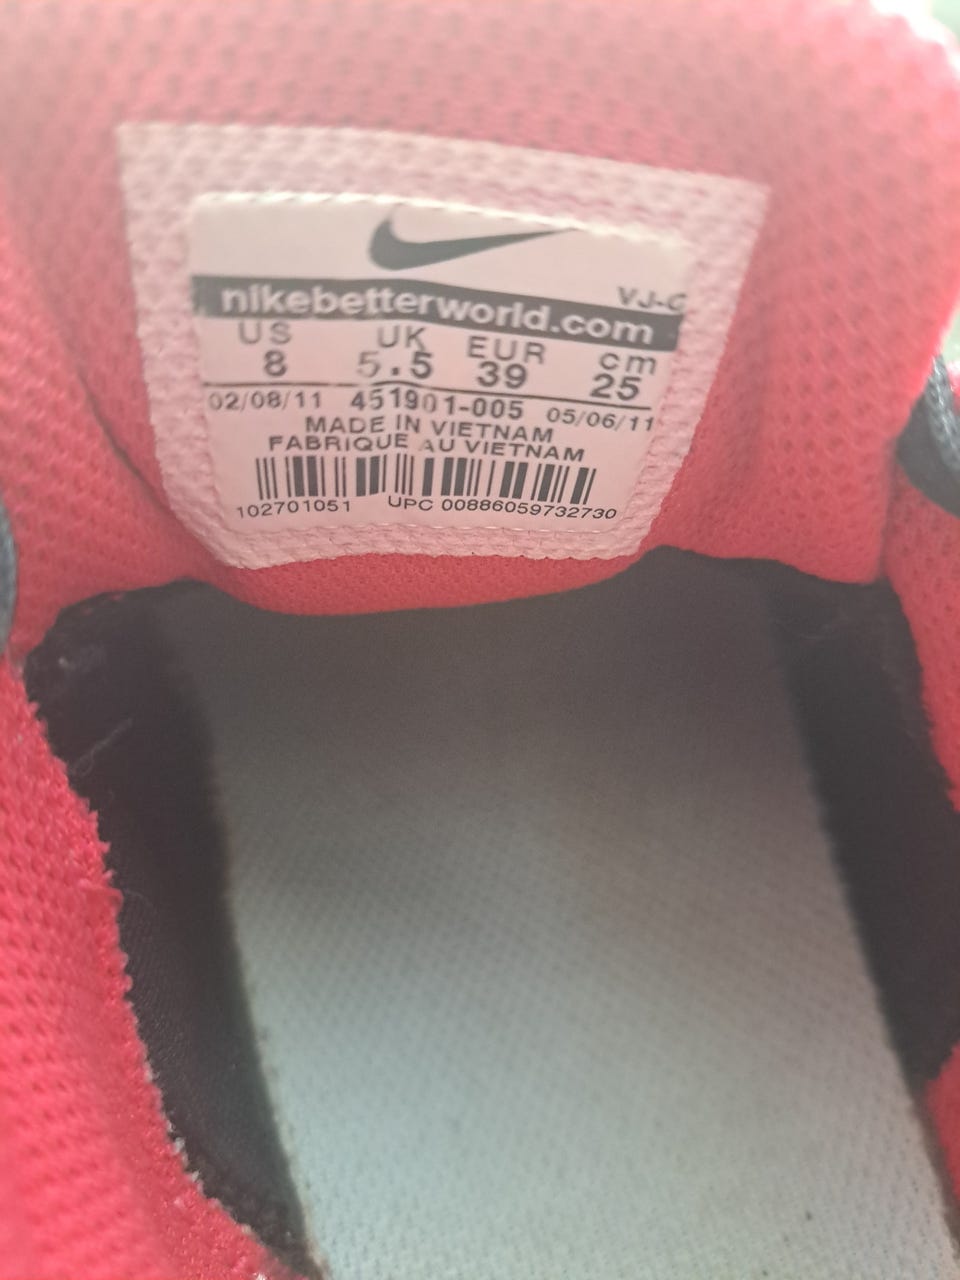 VJ-C
nikebetterworld.com
US UK EUR cm
8 5.5 39 25
02/08/11 451901-005 05/06/11
MADE IN VIETNAM
FABRIQUE AU VIETNAM
102701051 UPC 00886059732730